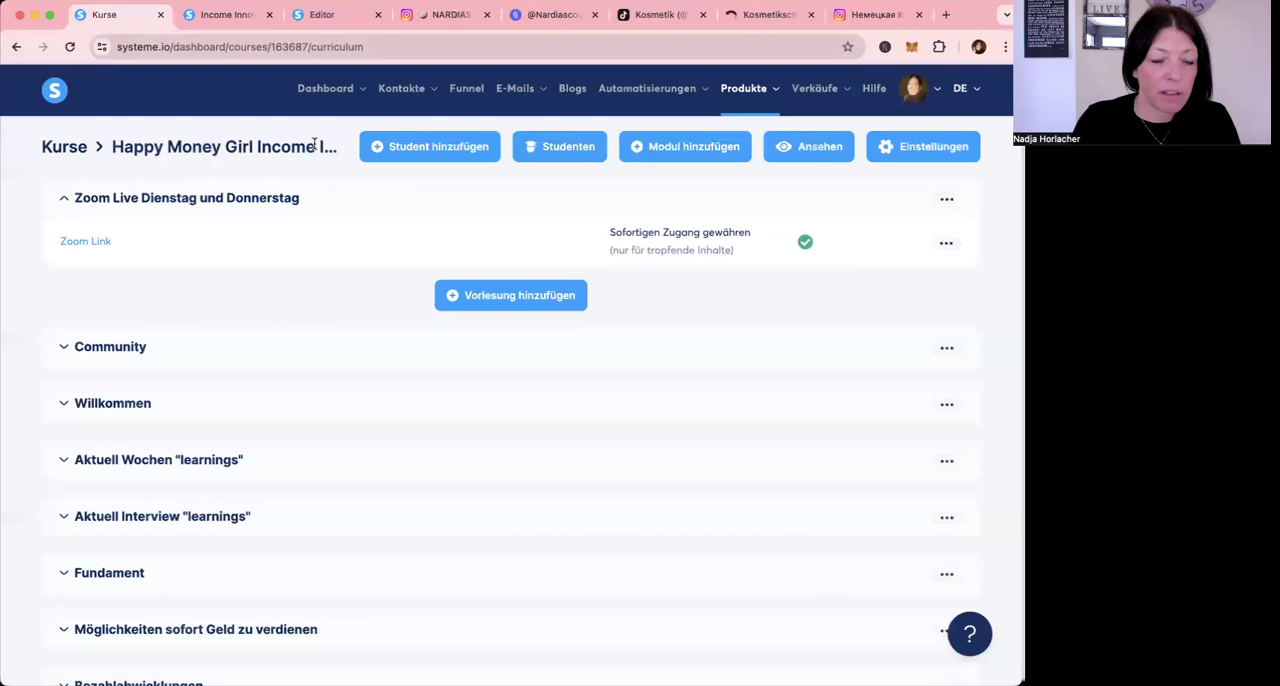 Kurse
Income Inno
Editor
NARDIAS
@Nardiasco
Kosmetik (@
Kosmetiksch
Немецкая К
systeme.io/dashboard/courses/163687/curriculum
LIVE
S
Dashboard
Kontakte
Funnel
E-Mails
Blogs
Automatisierungen
Produkte
Verkäufe
Hilfe
DE
Nadja Horlacher
Kurse > Happy Money Girl Income I...
Student hinzufügen
Studenten
Modul hinzufügen
Ansehen
Einstellungen
Zoom Live Dienstag und Donnerstag
Zoom Link
Sofortigen Zugang gewähren
(nur für tropfende Inhalte)
Vorlesung hinzufügen
Community
Willkommen
Aktuell Wochen "learnings"
Aktuell Interview "learnings"
Fundament
Möglichkeiten sofort Geld zu verdienen
?
Bezahlabwicklungen